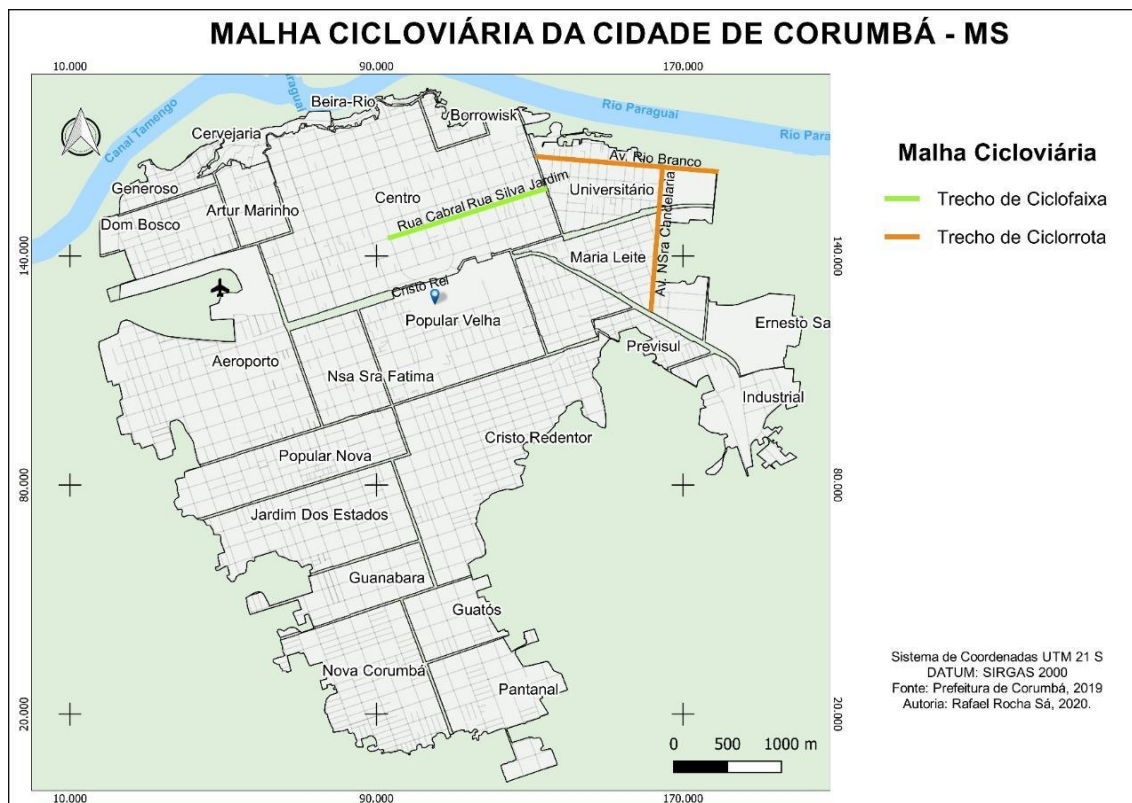 MALHA CICLOVIÁRIA DA CIDADE DE CORUMBÁ - MS
10.000 90.000 170.000
Canal Tamengo
Paraguai
Rio Paraguai
Rio Para
Beira-Rio
Borrowisk
Cervejaria
Av. Rio Branco
Generoso
Artur Marinho
Centro
Universitário
Dom Bosco
Rua Cabral Rua Silva Jardim
Av. NSra Candelaria
140.000 140.000
Maria Leite
Cristo Rei
Popular Velha
Ernesto Sa
Aeroporto
Previsul
Nsa Sra Fatima
Industrial
Cristo Redentor
Popular Nova
80.000 80.000
Jardim Dos Estados
Guanabara
Guatós
Nova Corumbá
Pantanal
20.000 20.000
0 500 1000 m
10.000 90.000 170.000
Malha Cicloviária
Trecho de Ciclofaixa
Trecho de Ciclorrota
Sistema de Coordenadas UTM 21 S
DATUM: SIRGAS 2000
Fonte: Prefeitura de Corumbá, 2019
Autoria: Rafael Rocha Sá, 2020.